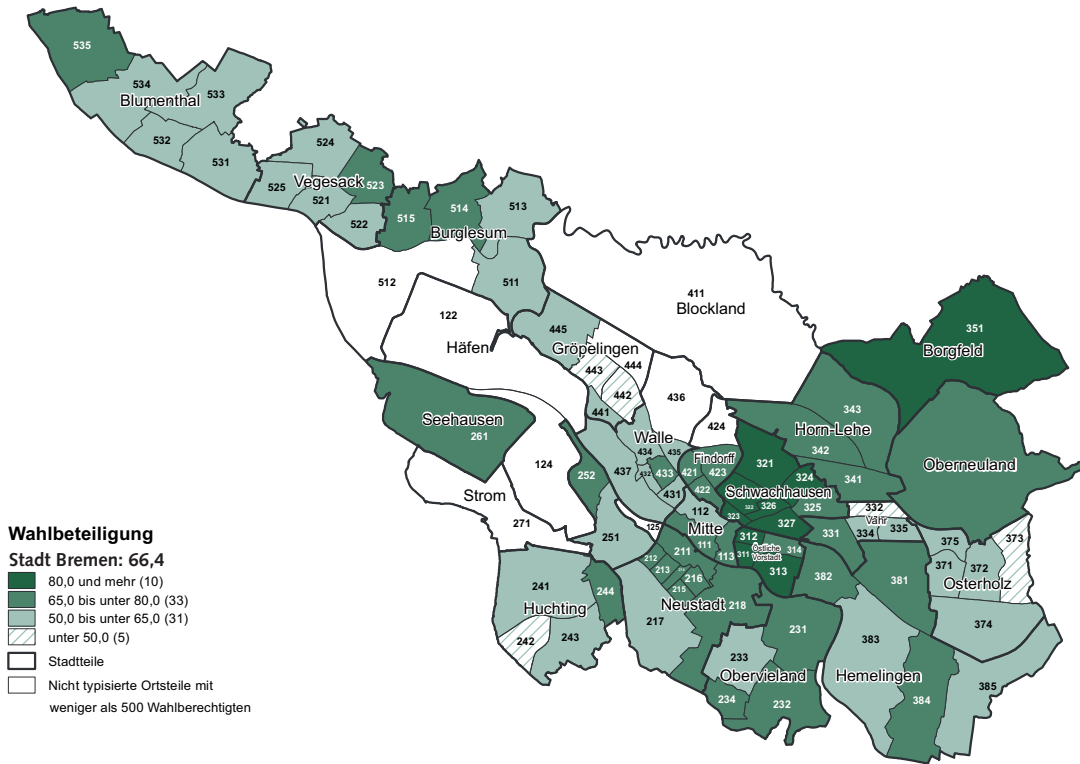 535
534
533
Blumenthal
532
531
524
Vegesack
523
525
521
522
515
514
513
Burglesum
512
511
411
Blockland
122
Häfen
445
Gröpelingen
444
443
442
441
436
424
351
Borgfeld
343
Horn-Lehe
342
341
Oberneuland
Seehausen
261
124
Strom
271
252
251
125
Walle
434
435
432
433
437
431
Findorff
421
423
422
321
324
Schwachhausen
322
326
325
323
327
112
Mitte
111
113
312
311
Östliche
Vorstadt
314
313
332
Vahr
331
334
335
375
373
371
372
Osterholz
374
381
382
241
Huchting
244
242
243
212
211
213
216
215
Neustadt
217
218
231
233
Obervieland
234
232
383
Hemelingen
384
385
Wahlbeteiligung
Stadt Bremen: 66,4
80,0 und mehr (10)
65,0 bis unter 80,0 (33)
50,0 bis unter 65,0 (31)
unter 50,0 (5)
Stadtteile
Nicht typisierte Ortsteile mit
weniger als 500 Wahlberechtigten